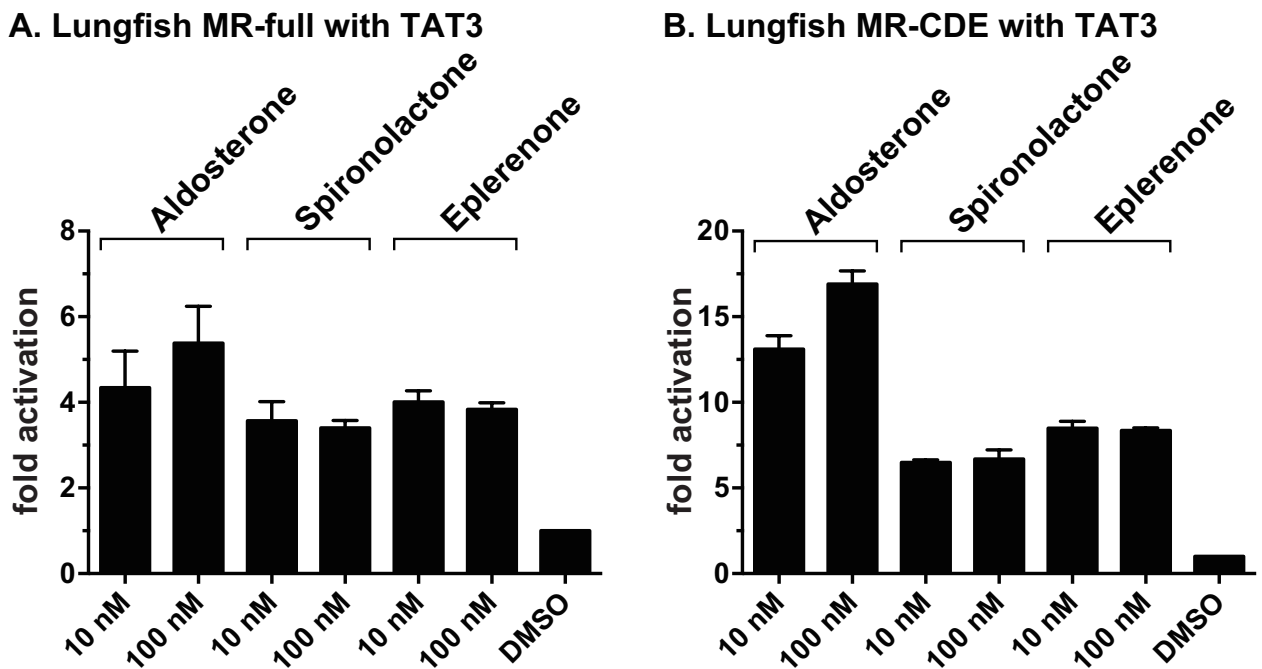 A. Lungfish MR-full with TAT3
Aldosterone
Spironolactone
Eplerenone
fold activation
8
6
4
2
0
10 nM
100 nM
10 nM
100 nM
10 nM
100 nM
DMSO
B. Lungfish MR-CDE with TAT3
Aldosterone
Spironolactone
Eplerenone
fold activation
20
15
10
5
0
10 nM
100 nM
10 nM
100 nM
10 nM
100 nM
DMSO